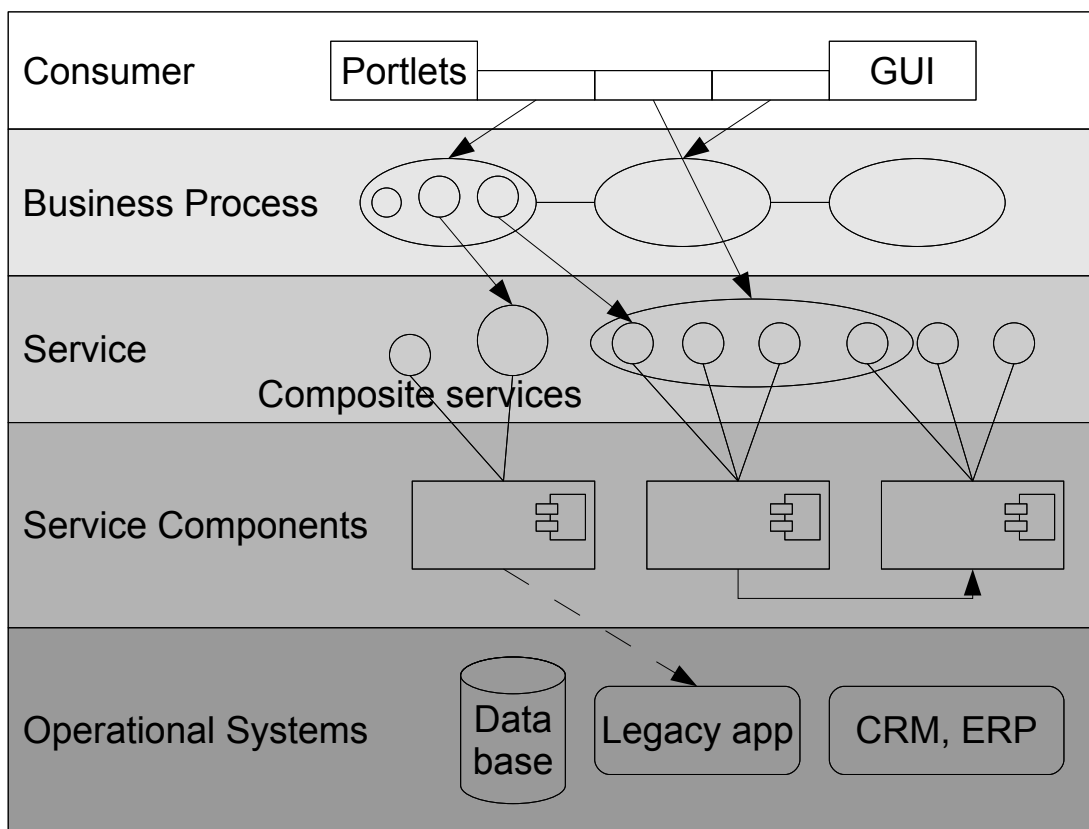 Consumer
Portlets
GUI
Business Process
Service
Composite services
Service Components
Operational Systems
Data
base
Legacy app
CRM, ERP